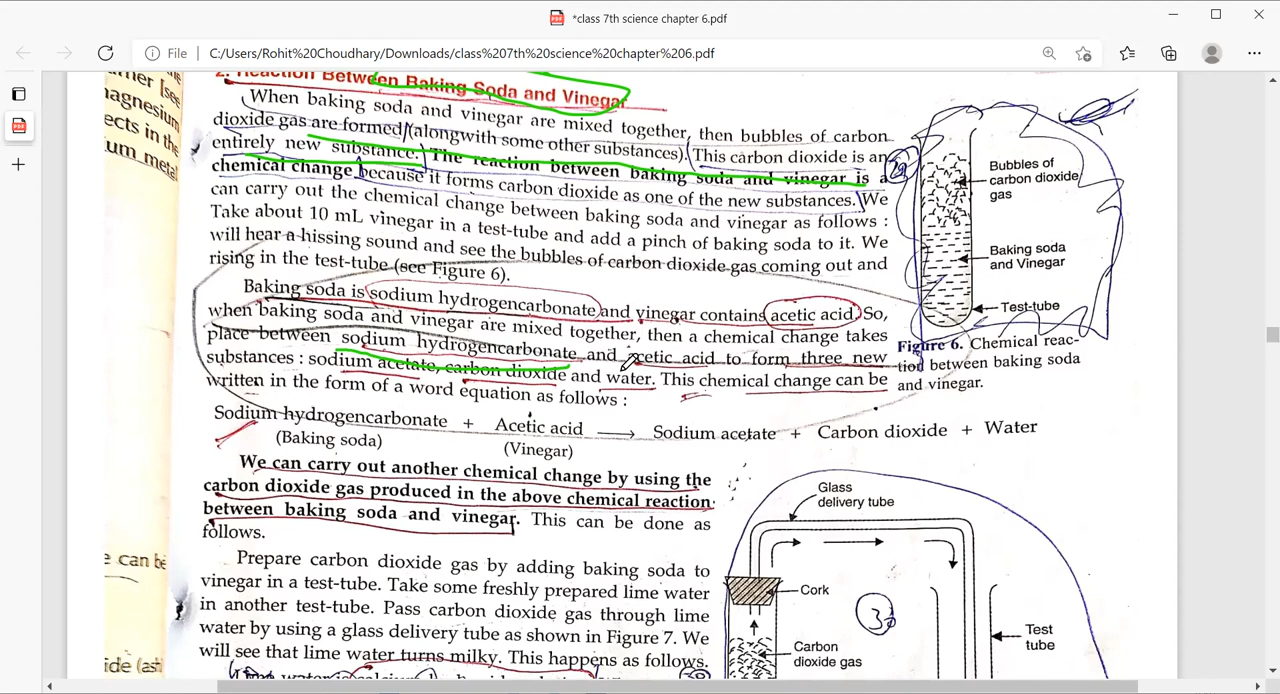 *class 7th science chapter 6.pdf
File
C:/Users/Rohit%20Choudhary/Downloads/class%207th%20science%20chapter%206.pdf
[see
magnesium
ects in the
um
2. Reaction Between Baking Soda and Vinegar
When baking soda and vinegar are mixed together, then bubbles of carbon
dioxide gas are formed (alongwith some other substances). This carbon dioxide is an
entirely new substance. The reaction between baking soda and vinegar is a
chemical change because it forms carbon dioxide as one of the new substances. We
can carry out the chemical change between baking soda and vinegar as follows :
Take about 10 mL vinegar in a test-tube and add a pinch of baking soda to it. We
will hear a hissing sound and see the bubbles of carbon dioxide gas coming out and
rising in the test-tube (see Figure 6).
Baking soda is sodium hydrogencarbonate and vinegar contains acetic acid. So,
when baking soda and vinegar are mixed together, then a chemical change takes
place between sodium hydrogencarbonate and acetic acid to form three new
substances : sodium acetate, carbon dioxide and water. This chemical change can be
written in the form of a word equation as follows :
Bubbles of
carbon dioxide
gas
Baking soda
and Vinegar
Test-tube
Figure 6. Chemical reac-
tion between baking soda
and vinegar.
Sodium hydrogencarbonate + Acetic acid → Sodium acetate + Carbon dioxide + Water
(Baking soda) (Vinegar)
We can carry out another chemical change by using the
carbon dioxide gas produced in the above chemical reaction
between baking soda and vinegar. This can be done as
follows.
Prepare carbon dioxide gas by adding baking soda to
vinegar in a test-tube. Take some freshly prepared lime water
in another test-tube. Pass carbon dioxide gas through lime
water by using a glass delivery tube as shown in Figure 7. We
will see that lime water turns milky. This happens as follows.
Glass
delivery tube
Cork
Carbon
dioxide gas
Test
tube
e can be
ide (ash